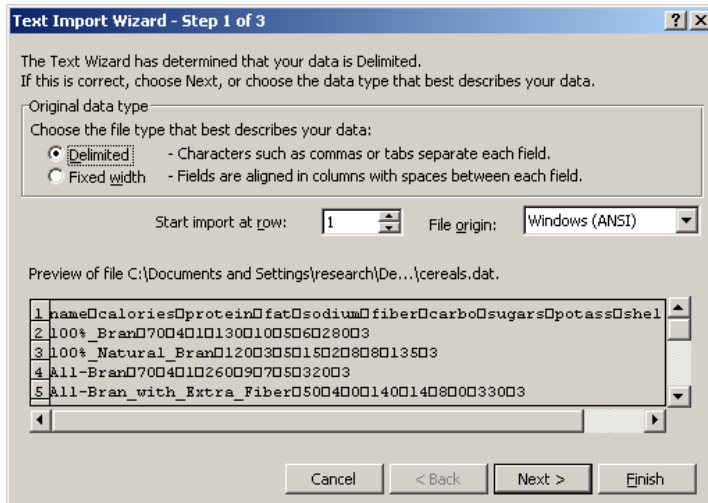 Text Import Wizard - Step 1 of 3
The Text Wizard has determined that your data is Delimited.
If this is correct, choose Next, or choose the data type that best describes your data.
Original data type
Choose the file type that best describes your data:
Delimited - Characters such as commas or tabs separate each field.
Fixed width - Fields are aligned in columns with spaces between each field.
Start import at row: 1 File origin: Windows (ANSI)
Preview of file C:\Documents and Settings\research\De...\cereals.dat.
1 name□calories□protein□fat□sodium□fiber□carbo□sugars□potass□shel
2 100%_Bran□70□4□1□130□10□5□6□280□3
3 100%_Natural_Bran□120□3□5□15□2□8□8□135□3
4 All-Bran□70□4□1□260□9□7□5□320□3
5 All-Bran_with_Extra_Fiber□50□4□0□140□14□8□0□330□3
Cancel < Back Next > Finish